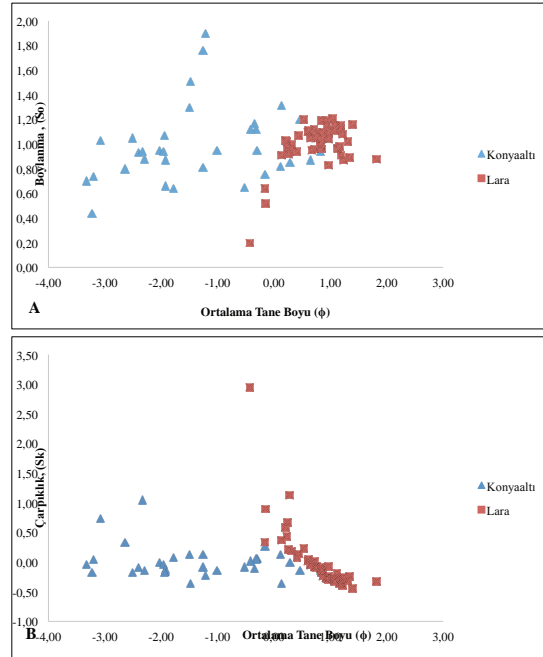 2,00
1,80
1,60
1,40
1,20
1,00
0,80
0,60
0,40
0,20
0,00
Boylanma , (So)
-4,00 -3,00 -2,00 -1,00 0,00 1,00 2,00 3,00
A
Ortalama Tane Boyu (ϕ)
Konyaaltı
Lara
3,50
3,00
2,50
2,00
1,50
1,00
0,50
0,00
-0,50
-1,00
Çarpıklık, (Sk)
-4,00 -3,00 -2,00 -1,00 0,00 1,00 2,00 3,00
B
Ortalama Tane Boyu (ϕ)
Konyaaltı
Lara